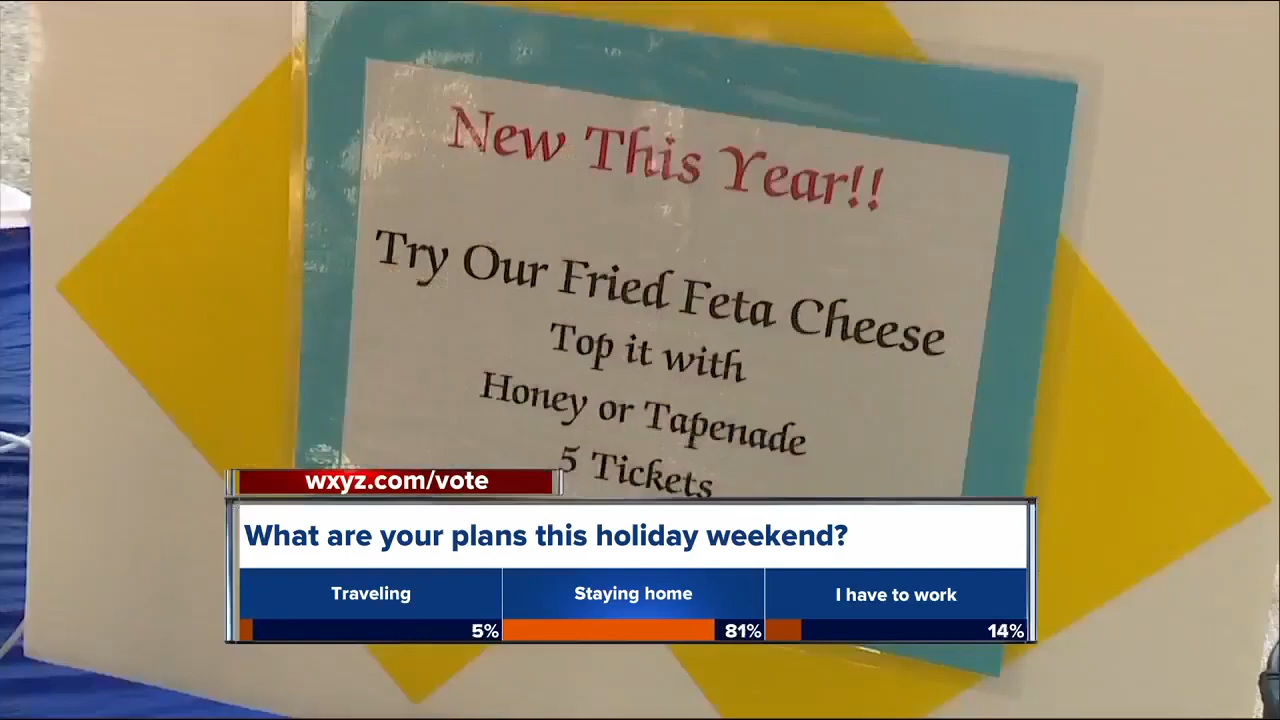 New This Year!!
Try Our Fried Feta Cheese
Top it with
Honey or Tapenade
5 Tickets
wxyz.com/vote
What are your plans this holiday weekend?
Traveling
Staying home
I have to work
5%
81%
14%